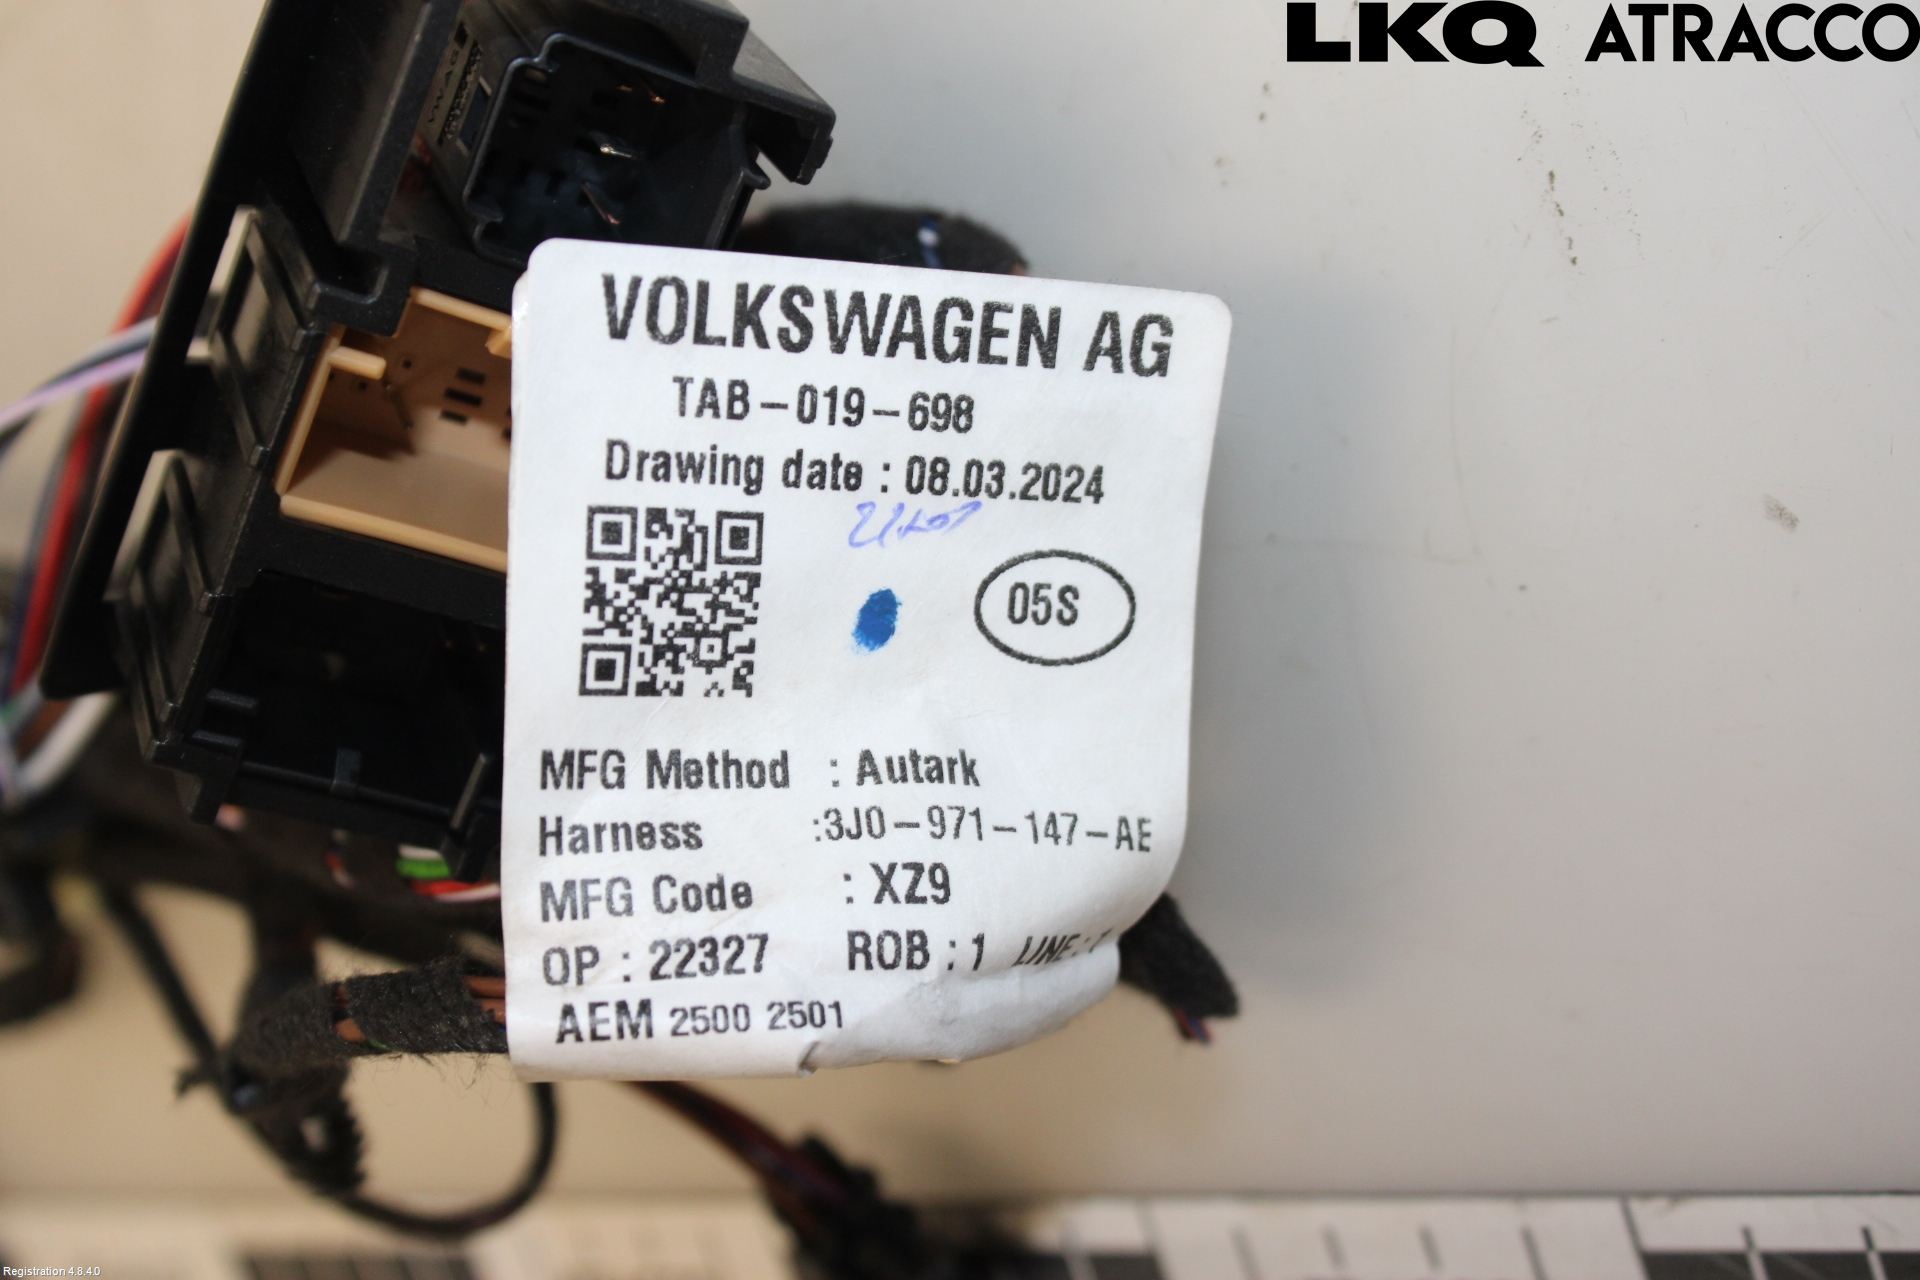 LKQ ATRACCO
VOLKSWAGEN AG
TAB-019-698
Drawing date : 08.03.2024
05S
MFG Method : Autark
Harness :3J0-971-147-AE
MFG Code : XZ9
OP : 22327 ROB : 1 LINE :
AEM 2500 2501
Registration 4.8.4.0